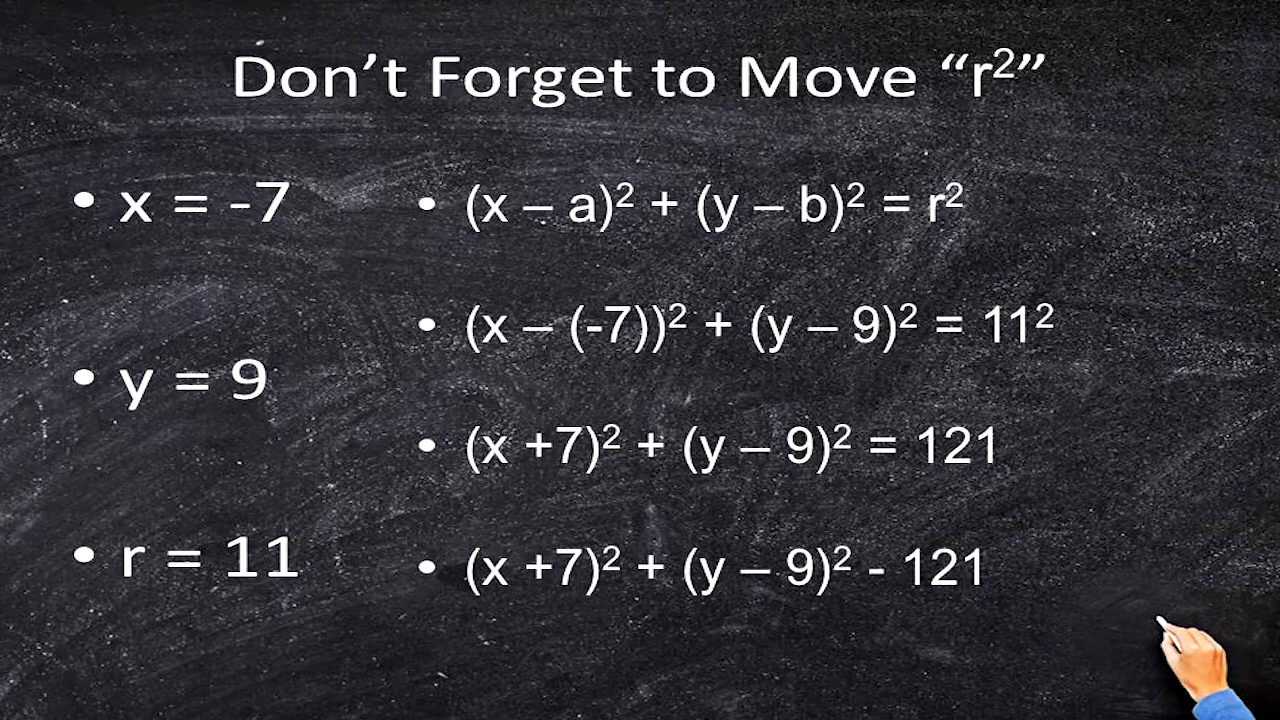 Don’t Forget to Move “r²”
• x = -7
• y = 9
• r = 11
• (x – a)² + (y – b)² = r²
• (x – (-7))² + (y – 9)² = 11²
• (x +7)² + (y – 9)² = 121
• (x +7)² + (y – 9)² - 121